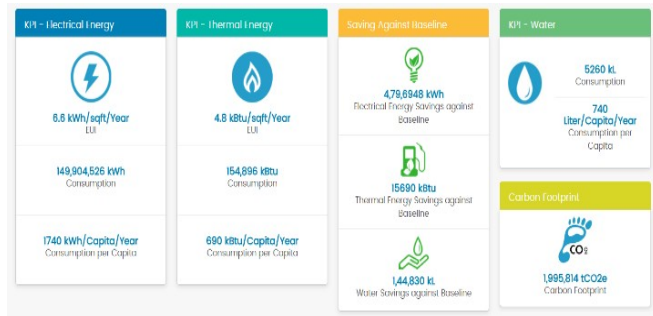 KPI - Electrical Energy
6.6 kWh/sqft/Year
EUI
149,904,526 kWh
Consumption
1740 kWh/Capita/Year
Consumption per Capita
KPI - Thermal Energy
4.8 kBtu/sqft/Year
EUI
154,896 kBtu
Consumption
690 kBtu/Capita/Year
Consumption per Capita
Saving Against Baseline
4,79,6948 kWh
Electrical Energy Savings against
Baseline
15690 kBtu
Thermal Energy Savings against
Baseline
1,44,830 kL
Water Savings against Baseline
KPI - Water
5260 kL
Consumption
740
Liter/Capita/Year
Consumption per
Capita
Carbon Footprint
CO2
1,995,814 tCO2e
Carbon Footprint